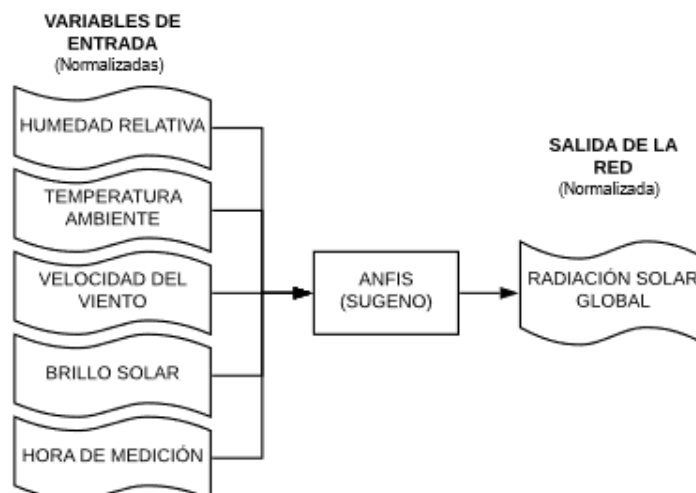 VARIABLES DE
ENTRADA
(Normalizadas)
HUMEDAD RELATIVA
TEMPERATURA
AMBIENTE
VELOCIDAD DEL
VIENTO
BRILLO SOLAR
HORA DE MEDICIÓN
ANFIS
(SUGENO)
SALIDA DE LA
RED
(Normalizada)
RADIACIÓN SOLAR
GLOBAL